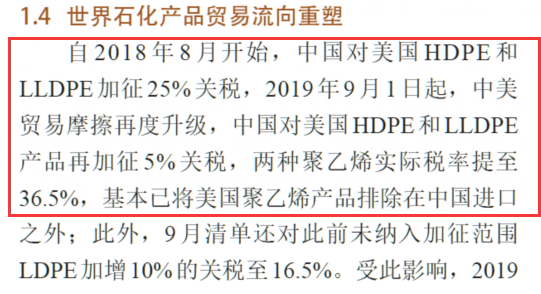 1.4 世界石化产品贸易流向重塑
自2018年8月开始，中国对美国HDPE和
LLDPE加征25%关税，2019年9月1日起，中美
贸易摩擦再度升级，中国对美国HDPE和LLDPE
产品再加征5%关税，两种聚乙烯实际税率提至
36.5%，基本已将美国聚乙烯产品排除在中国进口
之外；此外，9月清单还对此前未纳入加征范围
LDPE加增10%的关税至16.5%。受此影响，2019